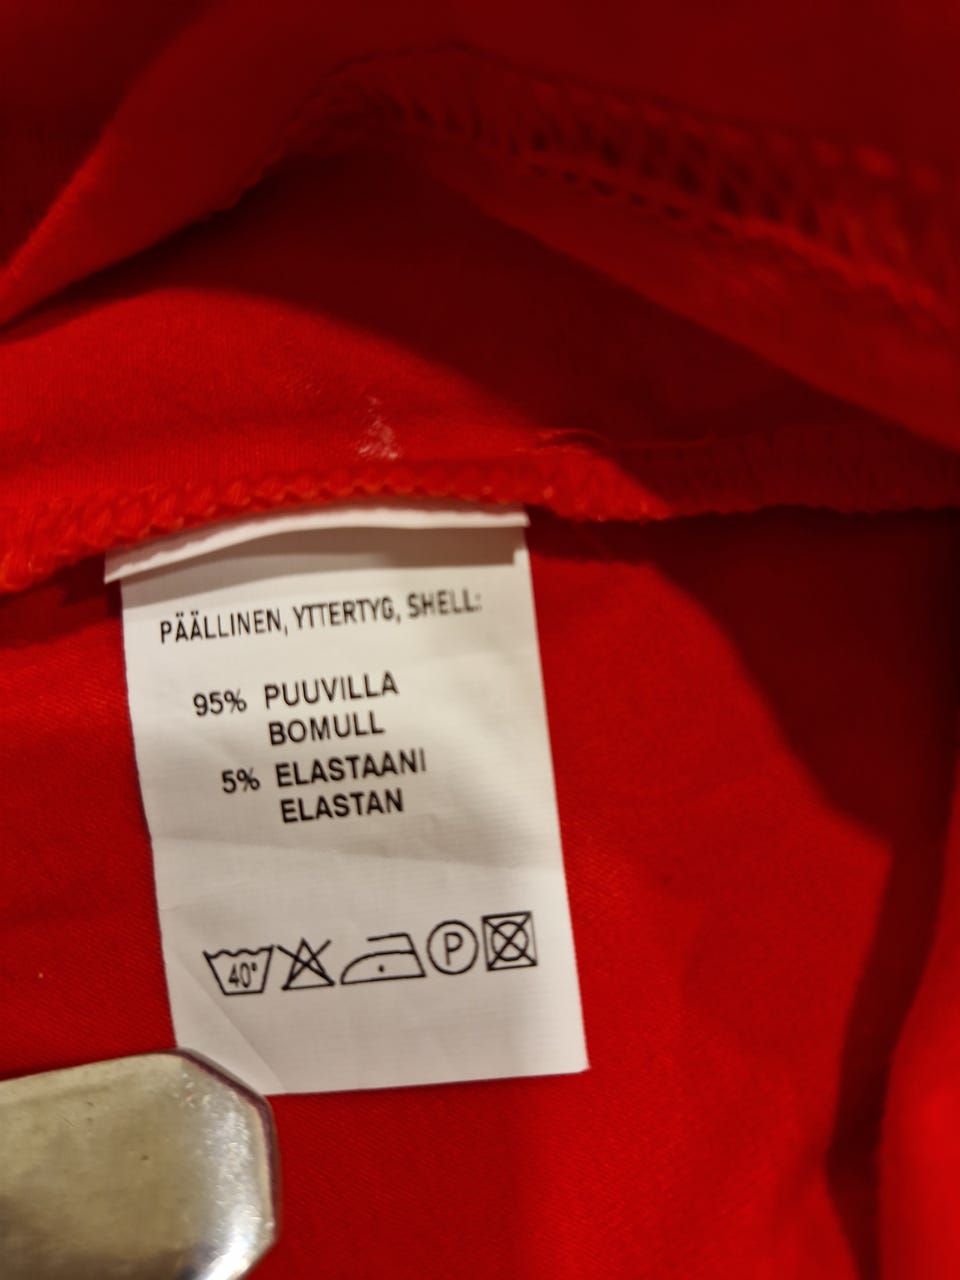 PÄÄLLINEN, YTTERTYG, SHELL:
95% PUUVILLA
BOMULL
5% ELASTAANI
ELASTAN
40° P